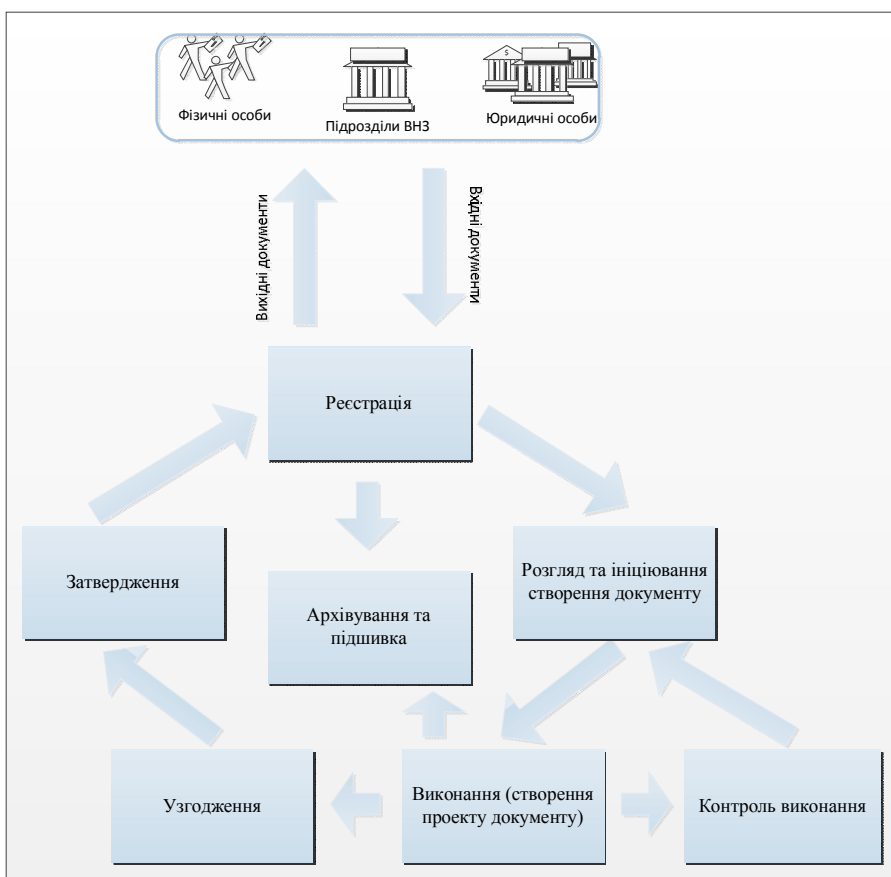 Фізичні особи
Підрозділи ВНЗ
Юридичні особи
Вихідні документи
Вхідні документи
Реєстрація
Затвердження
Архівування та
підшивка
Розгляд та ініціювання
створення документу
Узгодження
Виконання (створення
проекту документу)
Контроль виконання